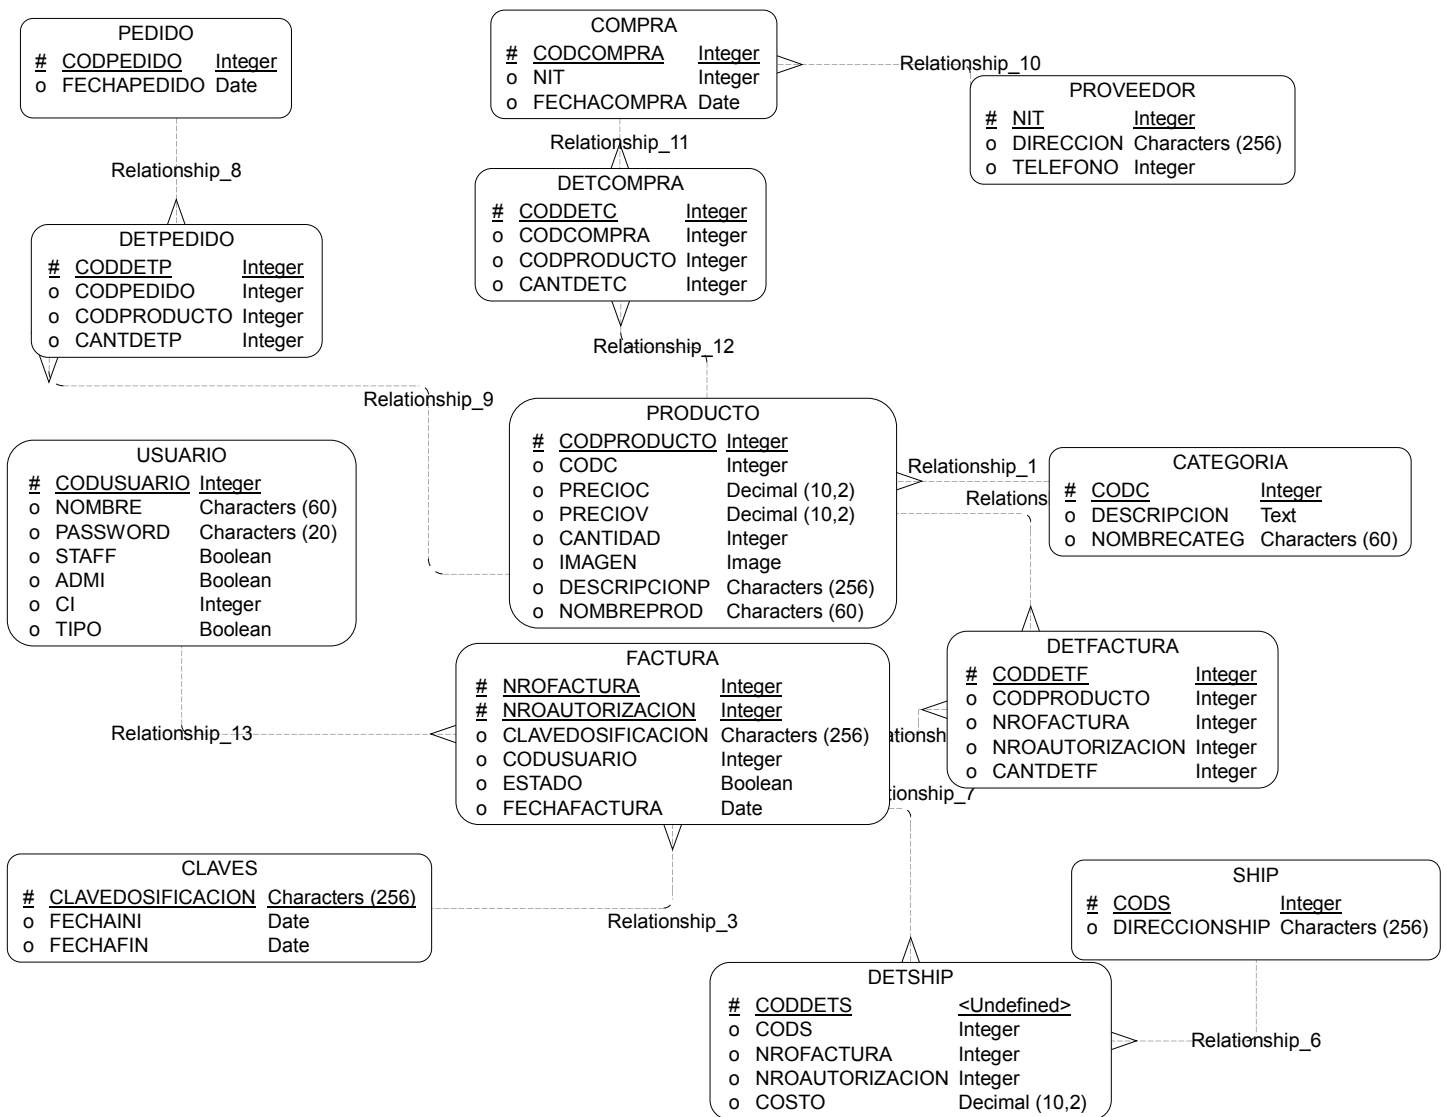 PEDIDO
# CODPEDIDO Integer
o FECHAPEDIDO Date
COMPRA
# CODCOMPRA Integer
o NIT Integer
o FECHACOMPRA Date
Relationship_10
PROVEEDOR
# NIT Integer
o DIRECCION Characters (256)
o TELEFONO Integer
Relationship_8
Relationship_11
DETCOMPRA
# CODDETC Integer
o CODCOMPRA Integer
o CODPRODUCTO Integer
o CANTDETC Integer
DETPEDIDO
# CODDETP Integer
o CODPEDIDO Integer
o CODPRODUCTO Integer
o CANTDETP Integer
Relationship_12
Relationship_9
PRODUCTO
# CODPRODUCTO Integer
o CODC Integer
o PRECIOC Decimal (10,2)
o PRECIOV Decimal (10,2)
o CANTIDAD Integer
o IMAGEN Image
o DESCRIPCIONP Characters (256)
o NOMBREPROD Characters (60)
USUARIO
# CODUSUARIO Integer
o NOMBRE Characters (60)
o PASSWORD Characters (20)
o STAFF Boolean
o ADMI Boolean
o CI Integer
o TIPO Boolean
Relationship_1
Relations
CATEGORIA
# CODC Integer
o DESCRIPCION Text
o NOMBRECATEG Characters (60)
DETFACTURA
# CODDETF Integer
o CODPRODUCTO Integer
o NROFACTURA Integer
o NROAUTORIZACION Integer
o CANTDETF Integer
FACTURA
# NROFACTURA Integer
# NROAUTORIZACION Integer
o CLAVEDOSIFICACION Characters (256)
o CODUSUARIO Integer
o ESTADO Boolean
o FECHAFACTURA Date
Relationship_13
ationsh
ionship_7
CLAVES
# CLAVEDOSIFICACION Characters (256)
o FECHAINI Date
o FECHAFIN Date
Relationship_3
SHIP
# CODS Integer
o DIRECCIONSHIP Characters (256)
DETSHIP
# CODDETS <Undefined>
o CODS Integer
o NROFACTURA Integer
o NROAUTORIZACION Integer
o COSTO Decimal (10,2)
Relationship_6